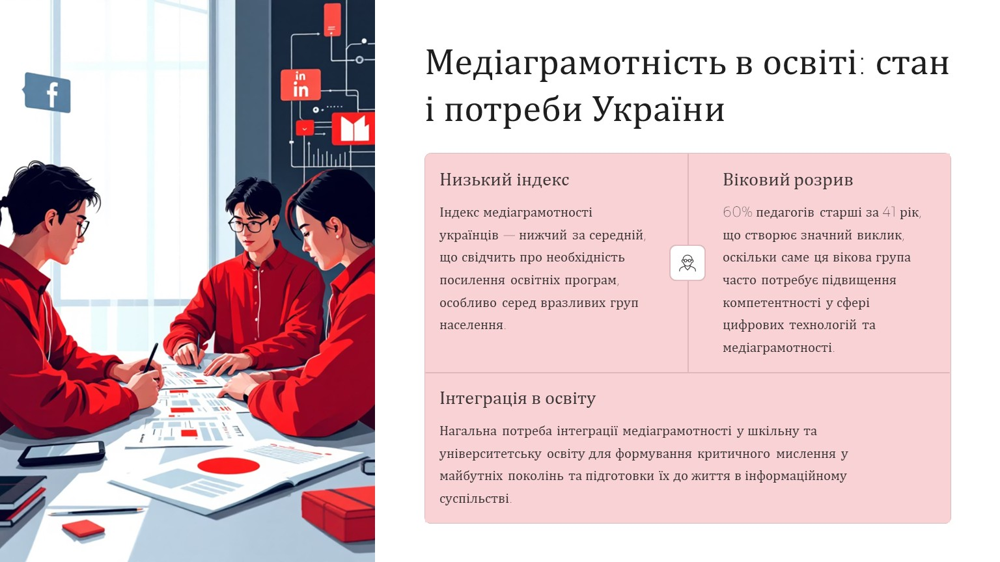 f
in
in
Медіаграмотність в освіті: стан
і потреби України
Низький індекс
Індекс медіаграмотності
українців — нижчий за середній,
що свідчить про необхідність
посилення освітніх програм,
особливо серед вразливих груп
населення.
Віковий розрив
60% педагогів старші за 41 рік,
що створює значний виклик,
оскільки саме ця вікова група
часто потребує підвищення
компетентності у сфері
цифрових технологій та
медіаграмотності.
Інтеграція в освіту
Нагальна потреба інтеграції медіаграмотності у шкільну та
університетську освіту для формування критичного мислення у
майбутніх поколінь та підготовки їх до життя в інформаційному
суспільстві.